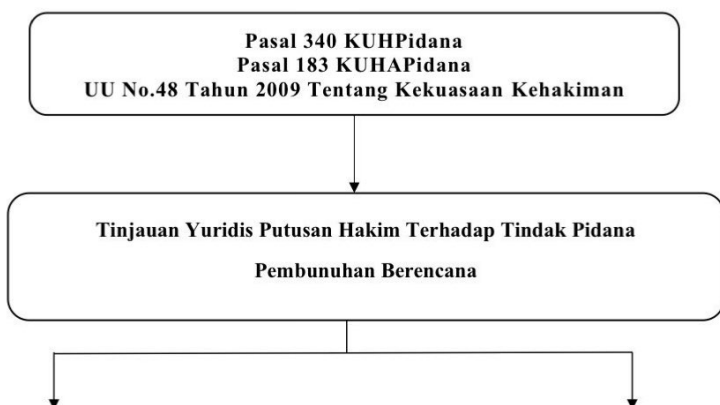 Pasal 340 KUHPidana
Pasal 183 KUHAPidana
UU No.48 Tahun 2009 Tentang Kekuasaan Kehakiman
Tinjauan Yuridis Putusan Hakim Terhadap Tindak Pidana
Pembunuhan Berencana